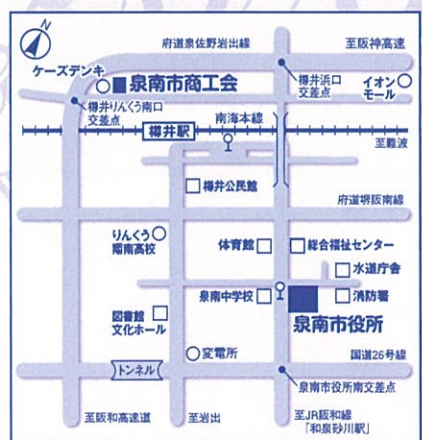 N
府道泉佐野岩出線
至阪神高速
ケーズデンキ
泉南市商工会
樽井浜口
交差点
イオン
モール
樽井りんくう南口
交差点
南海本線
樽井駅
至難波
樽井公民館
府道堺阪南線
りんくう
翔南高校
体育館
総合福祉センター
水道庁舎
泉南中学校
消防署
図書館
文化ホール
泉南市役所
変電所
国道26号線
トンネル
泉南市役所南交差点
至阪和高速道
至岩出
至JR阪和線
「和泉砂川駅」